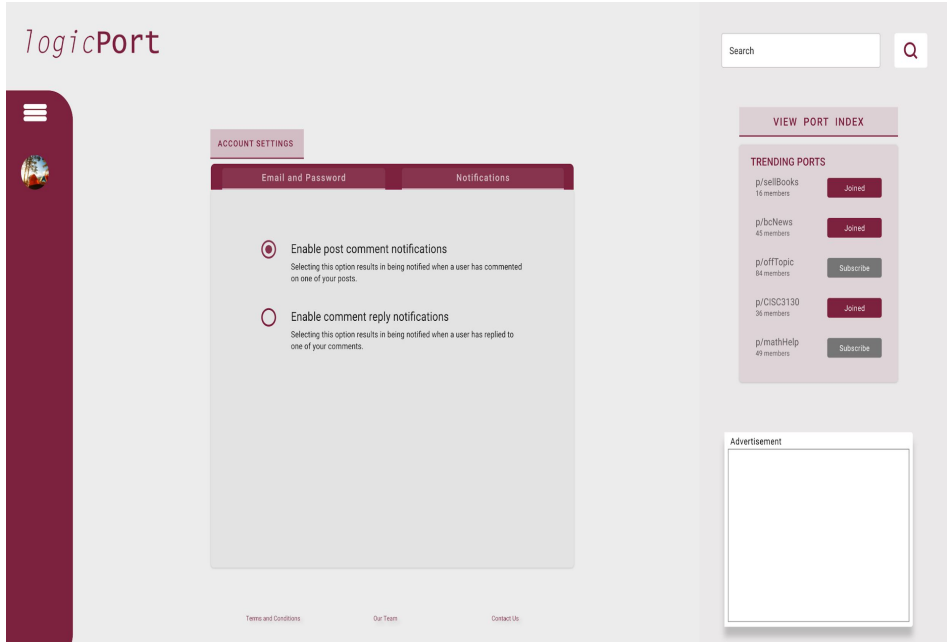 logicPort
Search
VIEW PORT INDEX
ACCOUNT SETTINGS
Email and Password
Notifications
Enable post comment notifications
Selecting this option results in being notified when a user has commented
on one of your posts.
Enable comment reply notifications
Selecting this option results in being notified when a user has replied to
one of your comments.
TRENDING PORTS
p/sellBooks
16 members
Joined
p/bcNews
45 members
Joined
p/offTopic
84 members
Subscribe
p/CISC3130
36 members
Joined
p/mathHelp
49 members
Subscribe
Advertisement
Terms and Conditions
Our Team
Contact Us